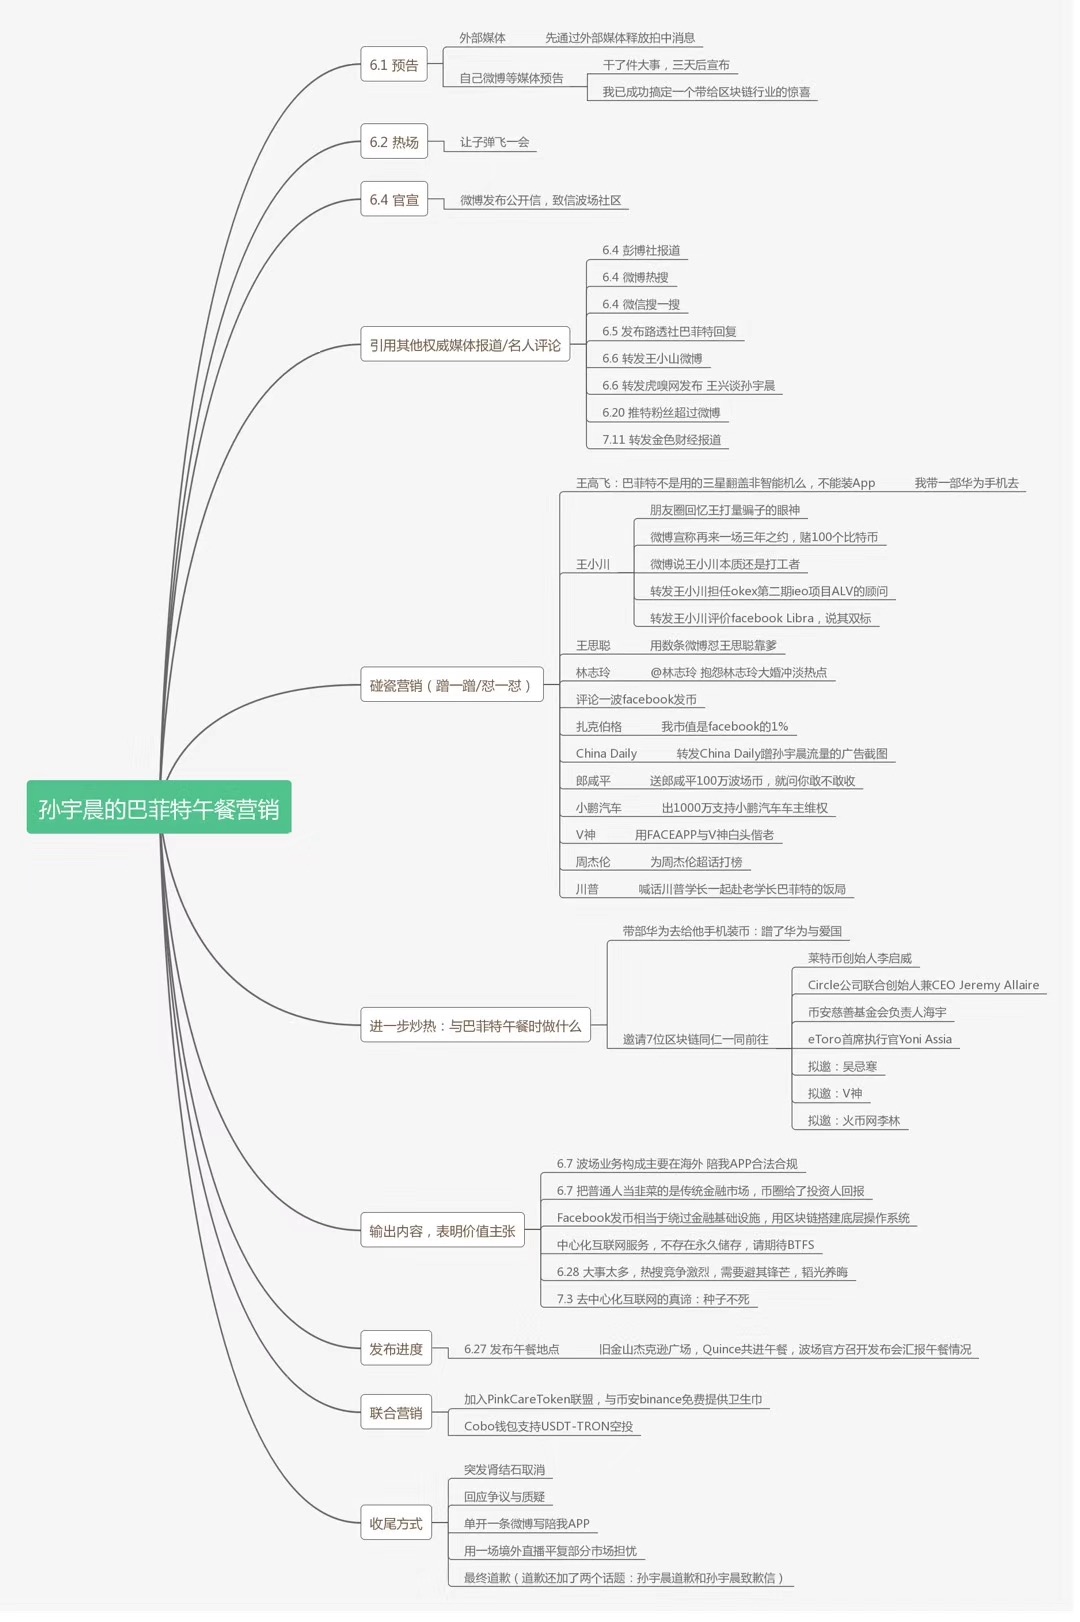 孙宇晨的巴菲特午餐营销
6.1 预告
外部媒体
先通过外部媒体释放拍中消息
自己微博等媒体预告
干了件大事，三天后宣布
我已成功搞定一个带给区块链行业的惊喜
6.2 热场
让子弹飞一会
6.4 官宣
微博发布公开信，致信波场社区
引用其他权威媒体报道/名人评论
6.4 彭博社报道
6.4 微博热搜
6.4 微信搜一搜
6.5 发布路透社巴菲特回复
6.6 转发王小山微博
6.6 转发虎嗅网发布 王兴谈孙宇晨
6.20 推特粉丝超过微博
7.11 转发金色财经报道
碰瓷营销（蹭一蹭/怼一怼）
王高飞：巴菲特不是用的三星翻盖非智能机么，不能装App
我带一部华为手机去
王小川
朋友圈回忆王打量骗子的眼神
微博宣称再来一场三年之约，赌100个比特币
微博说王小川本质还是打工者
转发王小川担任okex第二期ieo项目ALV的顾问
转发王小川评价facebook Libra，说其双标
王思聪
用数条微博怼王思聪靠爹
林志玲
@林志玲 抱怨林志玲大婚冲淡热点
评论一波facebook发币
扎克伯格
我市值是facebook的1%
China Daily
转发China Daily蹭孙宇晨流量的广告截图
郎咸平
送郎咸平100万波场币，就问你敢不敢收
小鹏汽车
出1000万支持小鹏汽车车主维权
V神
用FACEAPP与V神白头偕老
周杰伦
为周杰伦超话打榜
川普
喊话川普学长一起赴老学长巴菲特的饭局
进一步炒热：与巴菲特午餐时做什么
带部华为去给他手机装币：蹭了华为与爱国
邀请7位区块链同仁一同前往
莱特币创始人李启威
Circle公司联合创始人兼CEO Jeremy Allaire
币安慈善基金会负责人海宇
eToro首席执行官Yoni Assia
拟邀：吴忌寒
拟邀：V神
拟邀：火币网李林
输出内容，表明价值主张
6.7 波场业务构成主要在海外 陪我APP合法合规
6.7 把普通人当韭菜的是传统金融市场，币圈给了投资人回报
Facebook发币相当于绕过金融基础设施，用区块链搭建底层操作系统
中心化互联网服务，不存在永久储存，请期待BTFS
6.28 大事太多，热搜竞争激烈，需要避其锋芒，韬光养晦
7.3 去中心化互联网的真谛：种子不死
发布进度
6.27 发布午餐地点
旧金山杰克逊广场，Quince共进午餐，波场官方召开发布会汇报午餐情况
联合营销
加入PinkCareToken联盟，与币安binance免费提供卫生巾
Cobo钱包支持USDT-TRON空投
收尾方式
突发肾结石取消
回应争议与质疑
单开一条微博写陪我APP
用一场境外直播平复部分市场担忧
最终道歉（道歉还加了两个话题：孙宇晨道歉和孙宇晨致歉信）